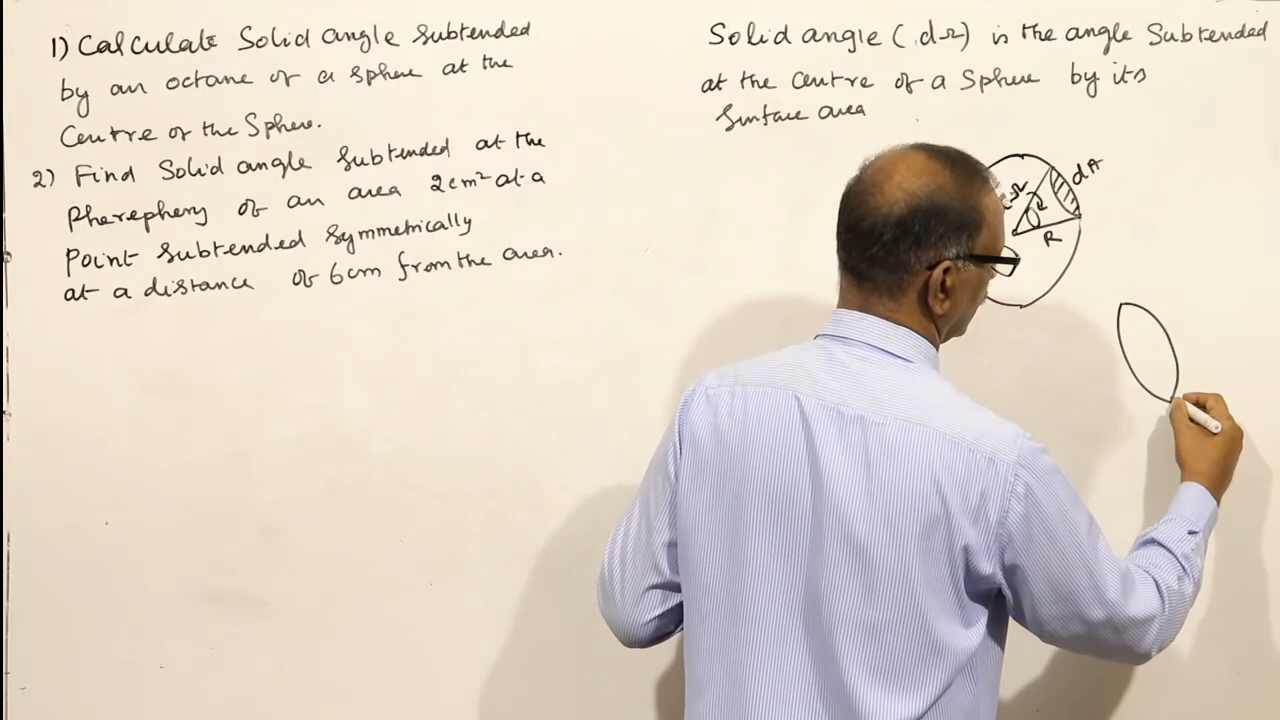 1) Calculate Solid angle Subtended
by an octane of a sphere at the
Centre of the Sphere.
2) Find Solid angle Subtended at the
Pherephery of an area 2cm² at a
Point Subtended Symmetrically
at a distance of 6cm from the area.
Solid angle (dΩ) is the angle Subtended
at the Centre of a Sphere by its
Surface area
dA
R